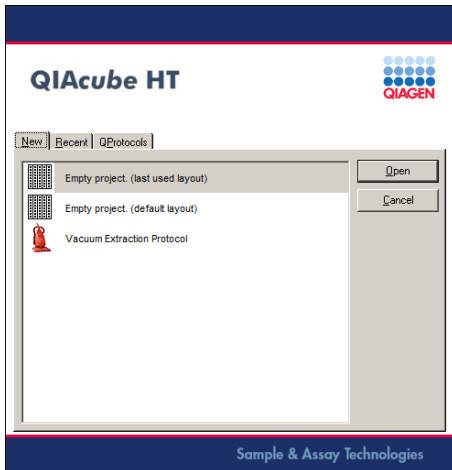 QIAcube HT
QIAGEN
New Recent QProtocols
Empty project. (last used layout)
Open
Empty project. (default layout)
Cancel
Vacuum Extraction Protocol
Sample & Assay Technologies